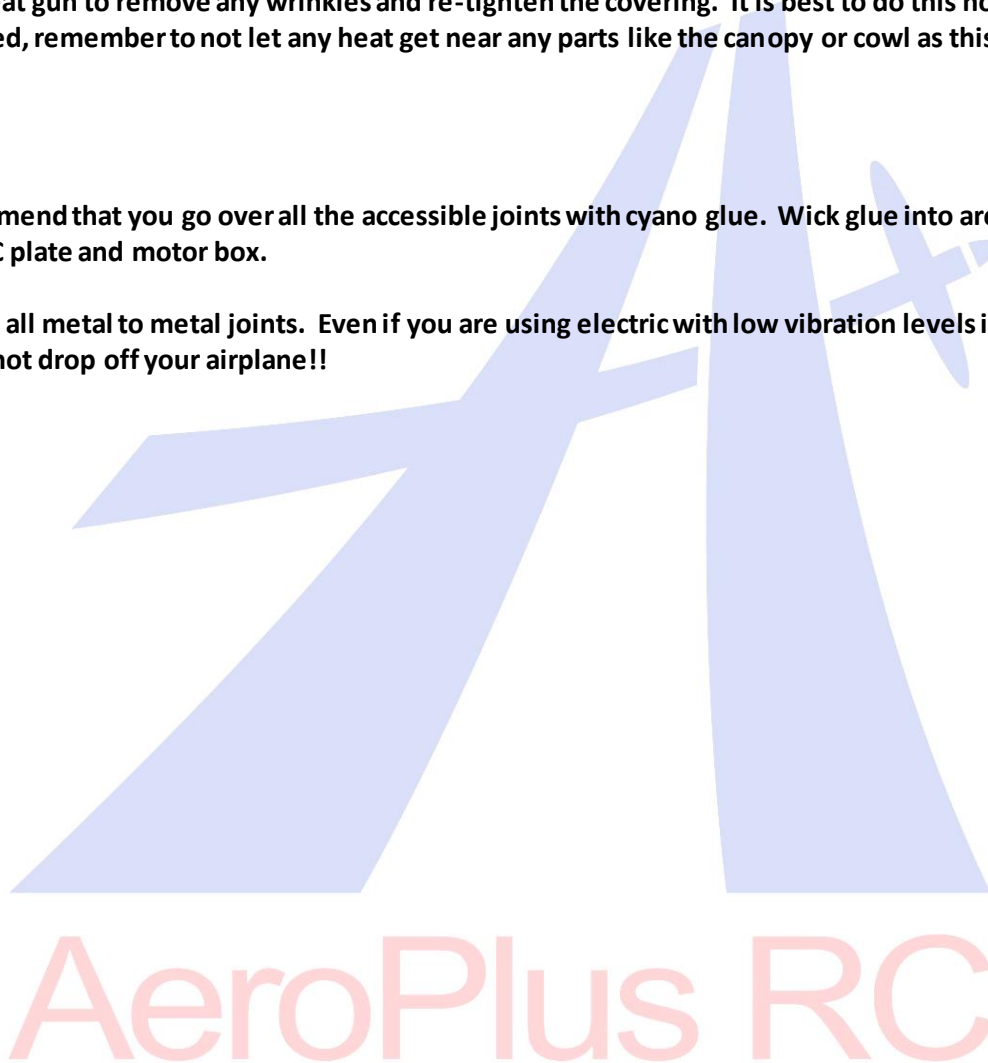 at gun to remove any wrinkles and re-tighten the covering. It is best to do this
ed, remember to not let any heat get near any parts like the canopy or cowl as this
mend that you go over all the accessible joints with cyano glue. Wick glue into
C plate and motor box.
all metal to metal joints. Even if you are using electric with low vibration levels
not drop off your airplane!!
AeroPlus RC